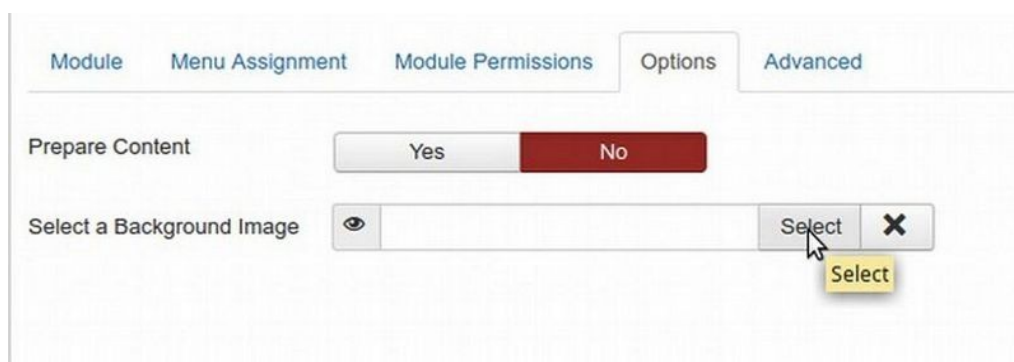 Module Menu Assignment Module Permissions Options Advanced
Prepare Content Yes No
Select a Background Image Select
Select